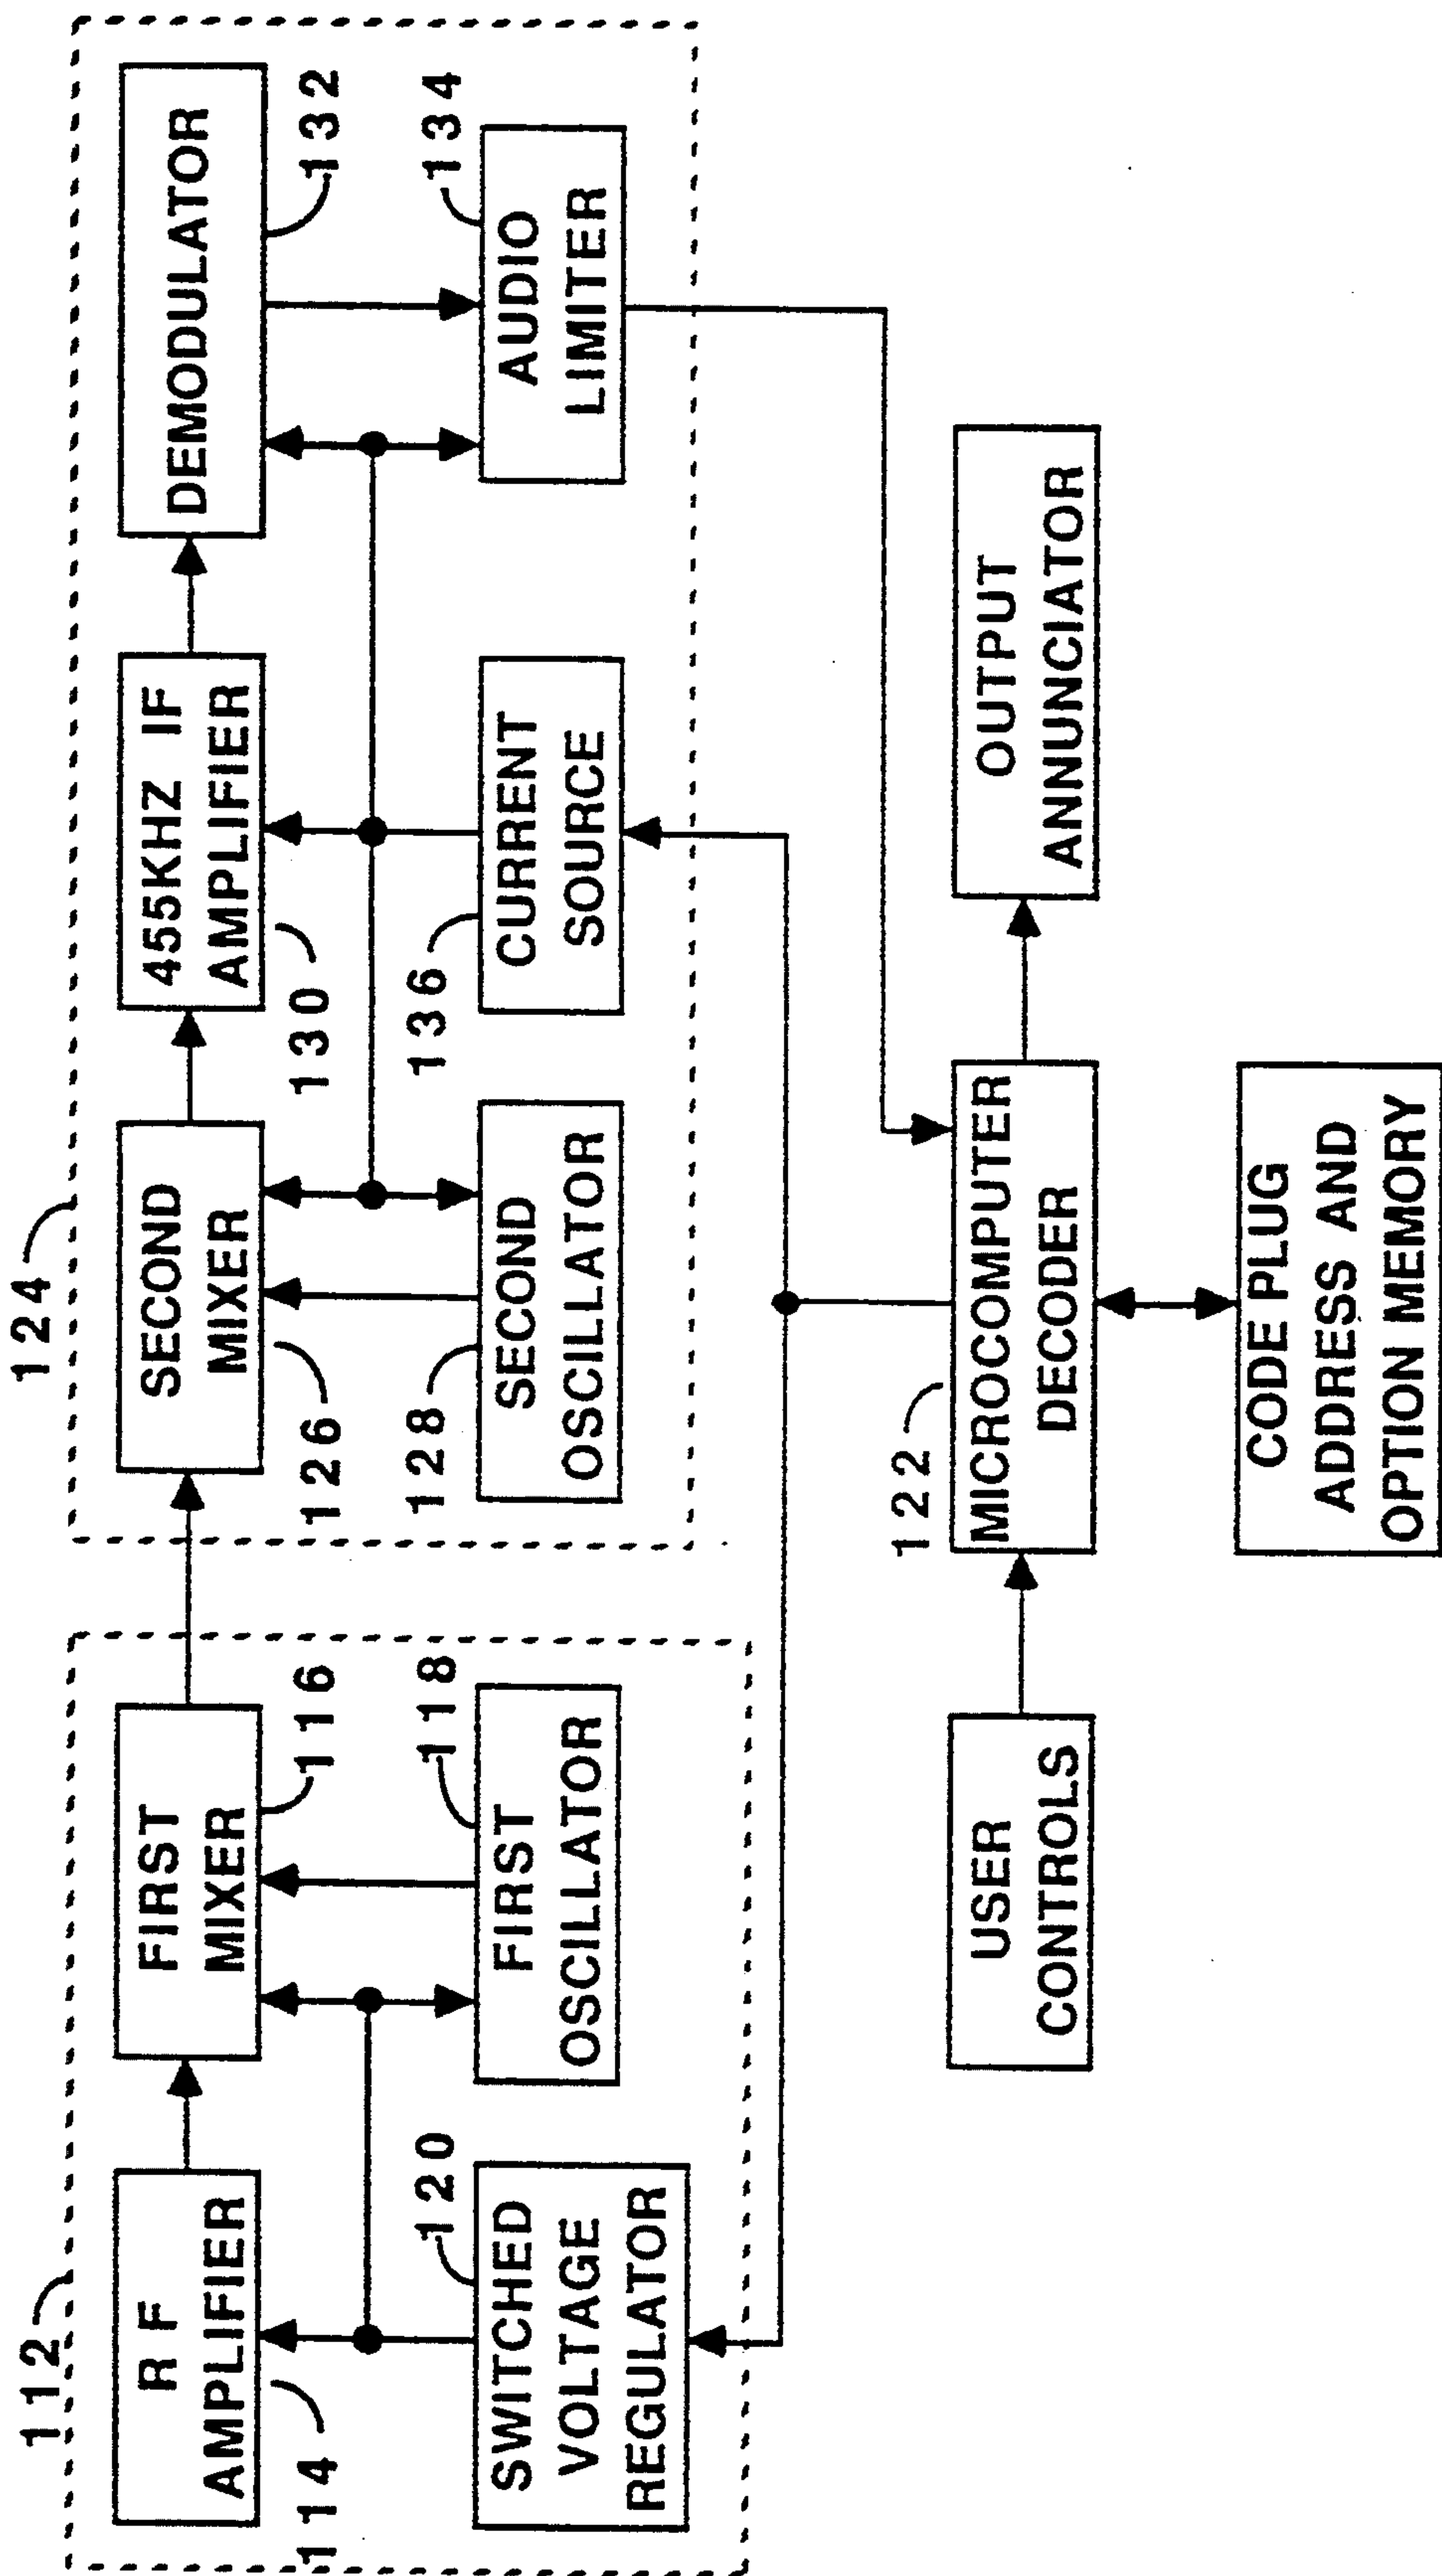 112
R F
AMPLIFIER
114
FIRST
MIXER
116
SWITCHED
VOLTAGE
REGULATOR
120
FIRST
OSCILLATOR
118
124
SECOND
MIXER
126
455KHZ IF
AMPLIFIER
130
DEMODULATOR
132
SECOND
OSCILLATOR
128
CURRENT
SOURCE
136
AUDIO
LIMITER
134
USER
CONTROLS
MICROCOMPUTER
DECODER
122
OUTPUT
ANNUNCIATOR
CODE PLUG
ADDRESS AND
OPTION MEMORY